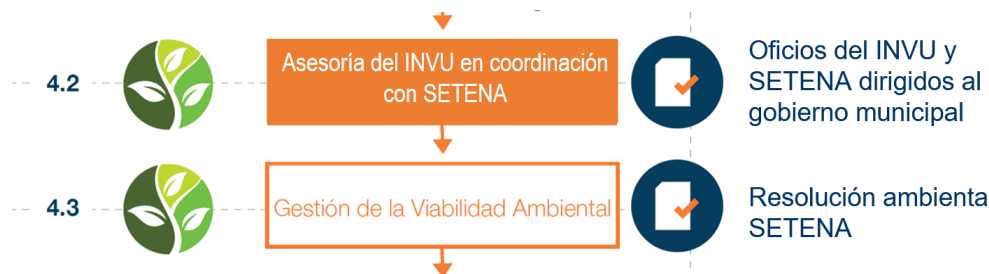 4.2
Asesoría del INVU en coordinación
con SETENA
Oficios del INVU y
SETENA dirigidos al
gobierno municipal
4.3
Gestión de la Viabilidad Ambiental
Resolución ambienta
SETENA